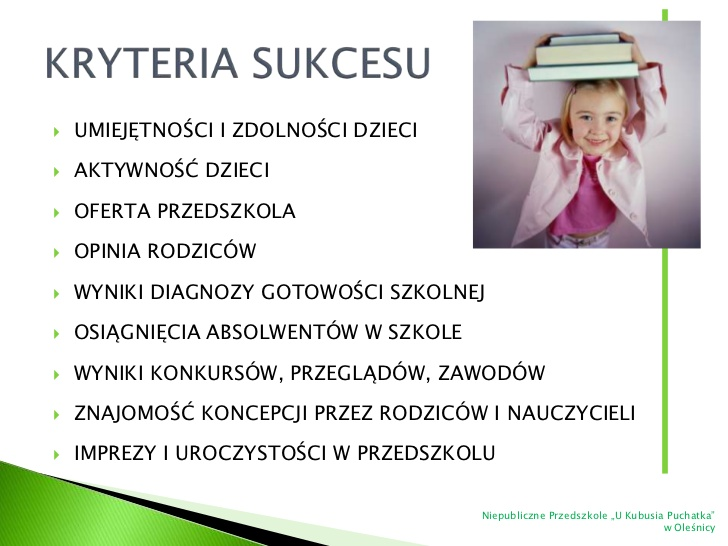 KRYTERIA SUKCESU
UMIEJĘTNOŚCI I ZDOLNOŚCI DZIECI
AKTYWNOŚĆ DZIECI
OFERTA PRZEDSZKOLA
OPINIA RODZICÓW
WYNIKI DIAGNOZY GOTOWOŚCI SZKOLNEJ
OSIĄGNIĘCIA ABSOLWENTÓW W SZKOLE
WYNIKI KONKURSÓW, PRZEGLĄDÓW, ZAWODÓW
ZNAJOMOŚĆ KONCEPCJI PRZEZ RODZICÓW I NAUCZYCIELI
IMPREZY I UROCZYSTOŚCI W PRZEDSZKOLU
Niepubliczne Przedszkole „U Kubusia Puchatka"
w Oleśnicy